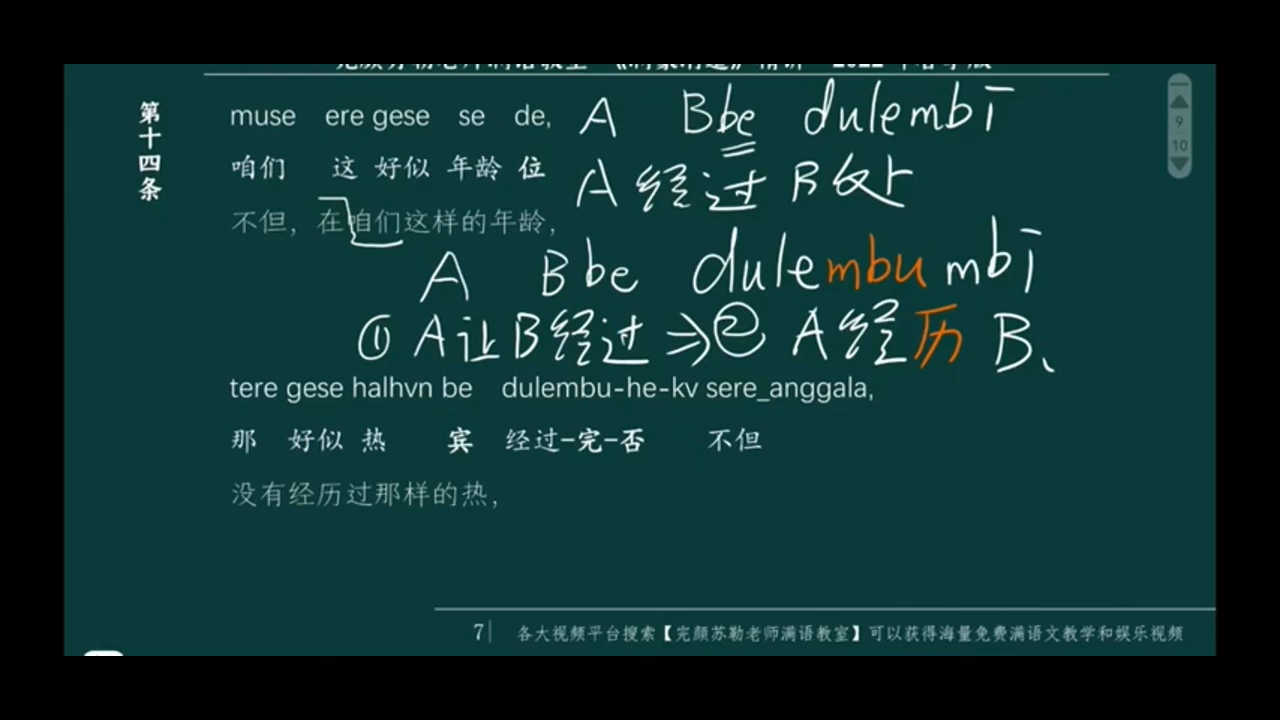 第十四条
muse ere gese se de,
A Bbe dulembi
咱们 这 好似 年龄 位
A经过B处
不但，在咱们这样的年龄，
A Bbe dulembumbi
①A让B经过⇒②A经历B、
tere gese halhvn be dulembu-he-kv sere_anggala,
那 好似 热 宾 经过-完-否 不但
没有经历过那样的热，
9
10
7
各大视频平台搜索【完颜苏勒老师满语教室】可以获得海量免费满语文教学和娱乐视频